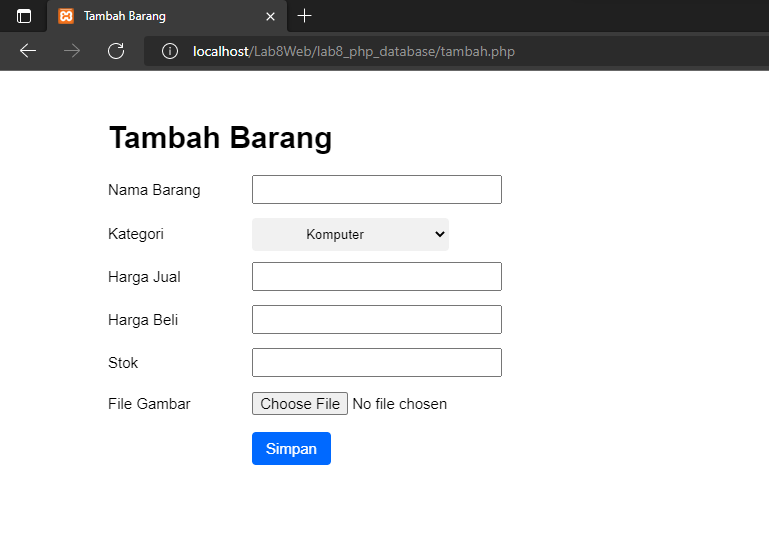 Tambah Barang
localhost/Lab8Web/lab8_php_database/tambah.php
Tambah Barang
Nama Barang
Kategori Komputer
Harga Jual
Harga Beli
Stok
File Gambar Choose File No file chosen
Simpan